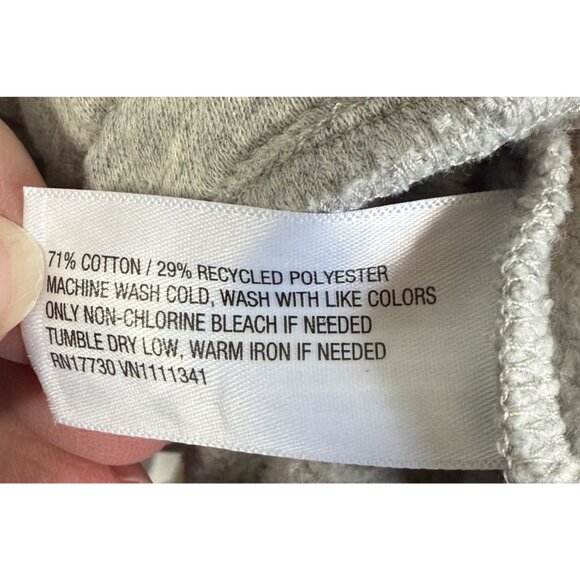 71% COTTON / 29% RECYCLED POLYESTER
MACHINE WASH COLD, WASH WITH LIKE COLORS
ONLY NON-CHLORINE BLEACH IF NEEDED
TUMBLE DRY LOW, WARM IRON IF NEEDED
RN17730 VN1111341